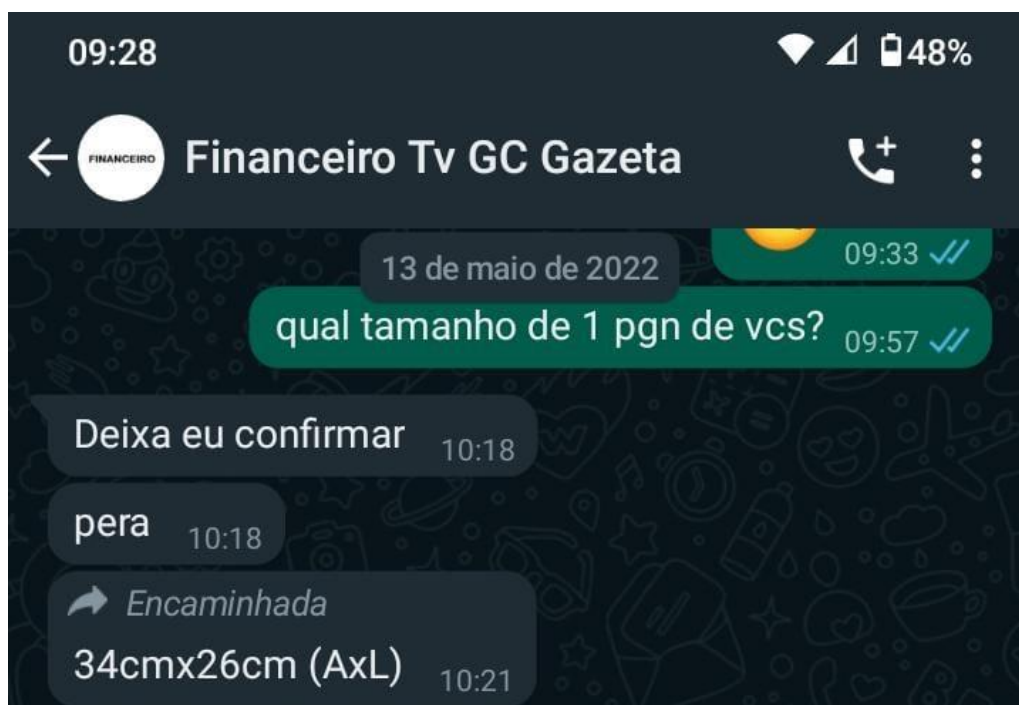 09:28
48%
FINANCEIRO
Financeiro Tv GC Gazeta
09:33
13 de maio de 2022
qual tamanho de 1 pgn de vcs? 09:57
Deixa eu confirmar 10:18
pera 10:18
Encaminhada
34cmx26cm (AxL) 10:21